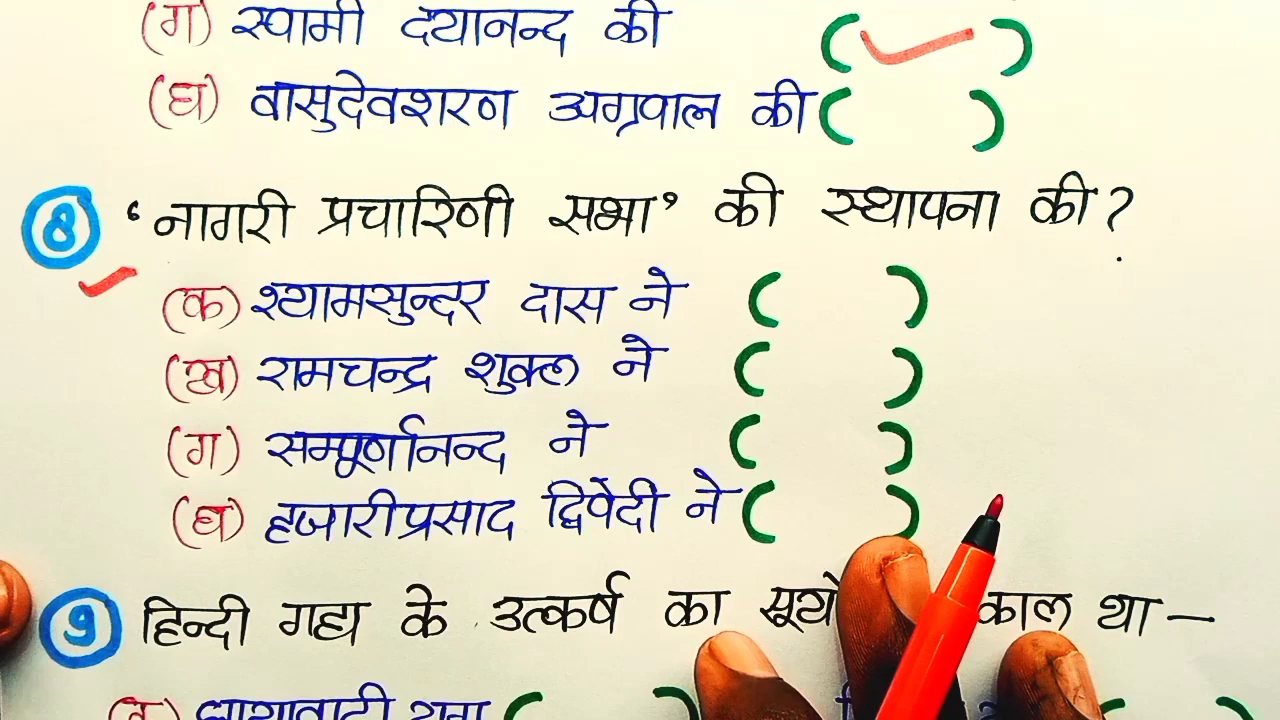 (ग) स्वामी दयानन्द की ( ✓ )
(घ) वासुदेवशरण अग्रवाल की ( )
8 ‘नागरी प्रचारिणी सभा’ की स्थापना की?
(क) श्यामसुन्दर दास ने ( )
(ख) रामचन्द्र शुक्ल ने ( )
(ग) सम्पूर्णानन्द ने ( )
(घ) हजारीप्रसाद द्विवेदी ने ( )
9 हिन्दी गद्य के उत्कर्ष का काल था —